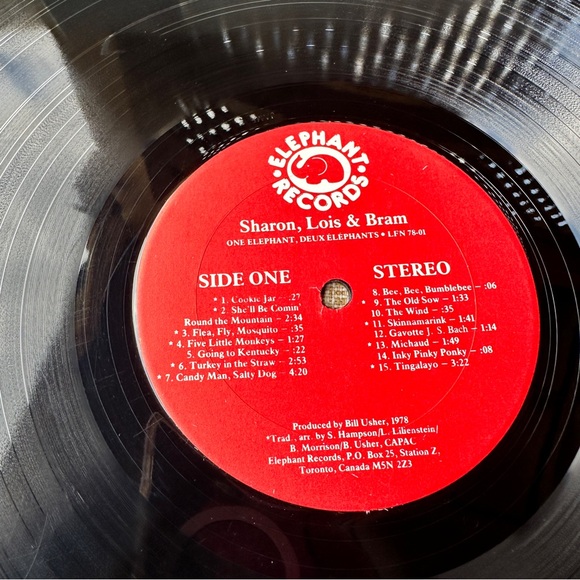 ELEPHANT
RECORDS
Sharon, Lois & Bram
ONE ELEPHANT, DEUX ÉLÉPHANTS • LFN 78-01
SIDE ONE
* 1. Cookie Jar – :27
* 2. She'll Be Comin'
Round the Mountain – 2:34
* 3. Flea, Fly, Mosquito – :35
* 4. Five Little Monkeys – 1:27
5. Going to Kentucky – :22
* 6. Turkey in the Straw – 2:53
* 7. Candy Man, Salty Dog – 4:20
STEREO
8. Bee, Bee, Bumblebee – :06
* 9. The Old Sow – 1:33
10. The Wind – :35
* 11. Skinnamarink – 1:41
12. Gavotte J. S. Bach – 1:14
* 13. Michaud – 1:49
14. Inky Pinky Ponky – :08
* 15. Tingalayo – 3:22
Produced by Bill Usher, 1978
*Trad., arr. by S. Hampson/L. Lilienstein/
B. Morrison/B. Usher, CAPAC
Elephant Records, P.O. Box 25, Station Z,
Toronto, Canada M5N 2Z3